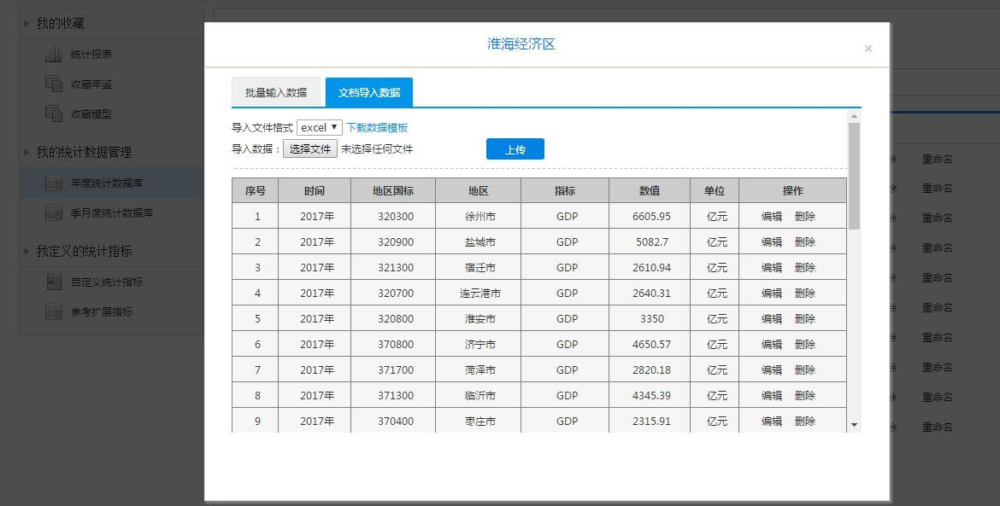 我的收藏
统计报表
收藏年鉴
收藏模型
我的统计数据管理
年度统计数据库
季月度统计数据库
我定义的统计指标
自定义统计指标
参考扩展指标
淮海经济区
×
批量输入数据 文档导入数据
导入文件格式 excel 下载数据模板
导入数据： 选择文件 未选择任何文件 上传
序号 时间 地区国标 地区 指标 数值 单位 操作
1 2017年 320300 徐州市 GDP 6605.95 亿元 编辑 删除
2 2017年 320900 盐城市 GDP 5082.7 亿元 编辑 删除
3 2017年 321300 宿迁市 GDP 2610.94 亿元 编辑 删除
4 2017年 320700 连云港市 GDP 2640.31 亿元 编辑 删除
5 2017年 320800 淮安市 GDP 3350 亿元 编辑 删除
6 2017年 370800 济宁市 GDP 4650.57 亿元 编辑 删除
7 2017年 371700 菏泽市 GDP 2820.18 亿元 编辑 删除
8 2017年 371300 临沂市 GDP 4345.39 亿元 编辑 删除
9 2017年 370400 枣庄市 GDP 2315.91 亿元 编辑 删除
重命名
重命名
重命名
重命名
重命名
重命名
重命名
重命名
重命名
重命名